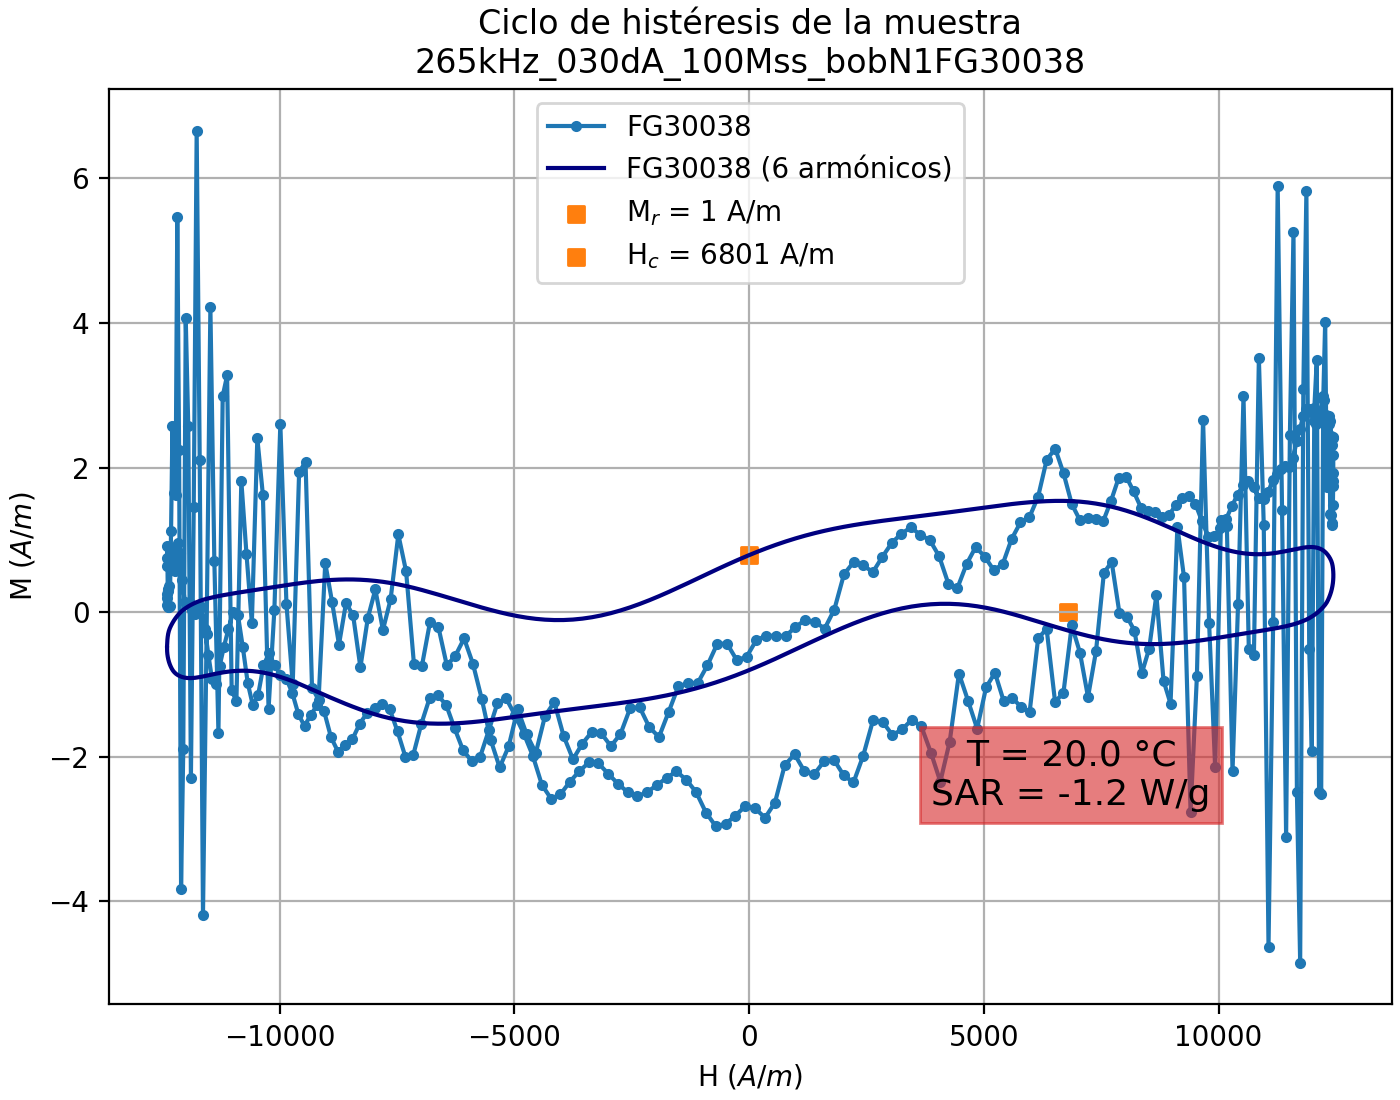 Ciclo de histéresis de la muestra
265kHz_030dA_100Mss_bobN1FG30038
FG30038
FG30038 (6 armónicos)
Mr = 1 A/m
Hc = 6801 A/m
6
4
2
0
−2
−4
M (A/m)
T = 20.0 °C
SAR = -1.2 W/g
−10000
−5000
0
5000
10000
H (A/m)